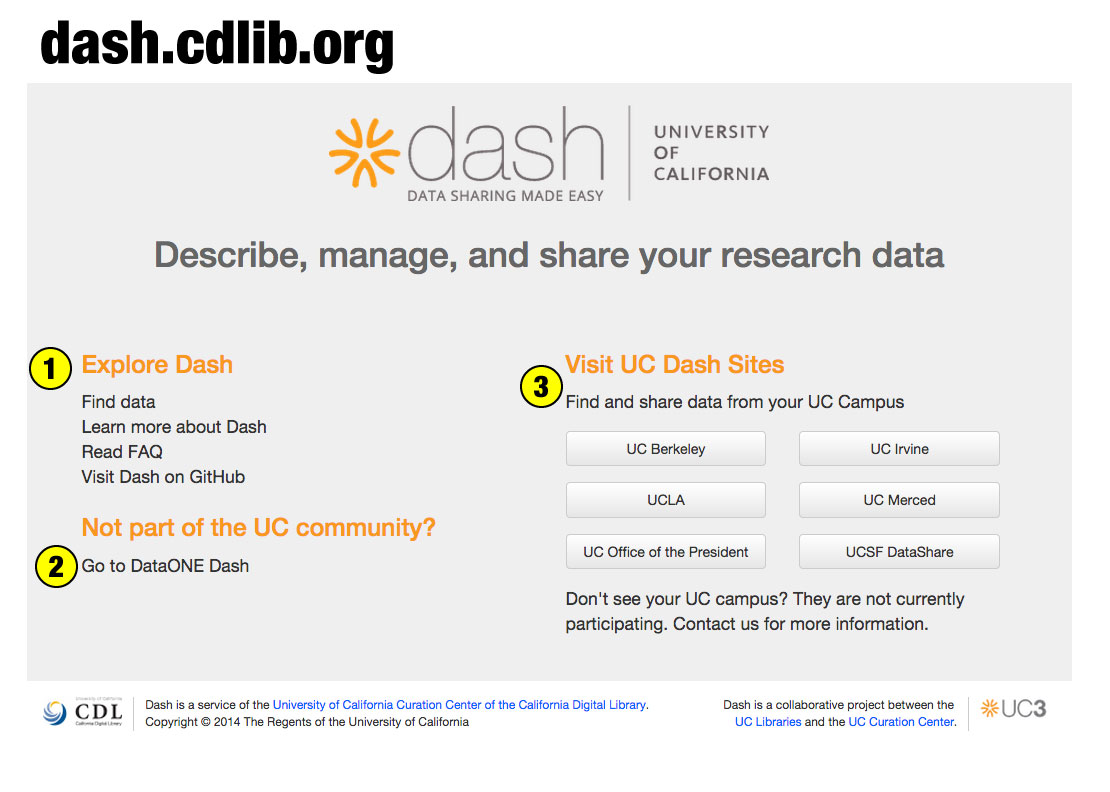 dash.cdlib.org
dash
DATA SHARING MADE EASY
UNIVERSITY
OF
CALIFORNIA
Describe, manage, and share your research data
1
Explore Dash
Find data
Learn more about Dash
Read FAQ
Visit Dash on GitHub
Not part of the UC community?
2
Go to DataONE Dash
3
Visit UC Dash Sites
Find and share data from your UC Campus
UC Berkeley
UC Irvine
UCLA
UC Merced
UC Office of the President
UCSF DataShare
Don't see your UC campus? They are not currently
participating. Contact us for more information.
University of California
CDL
California Digital Library
Dash is a service of the University of California Curation Center of the California Digital Library.
Copyright © 2014 The Regents of the University of California
Dash is a collaborative project between the
UC Libraries and the UC Curation Center.
UC3